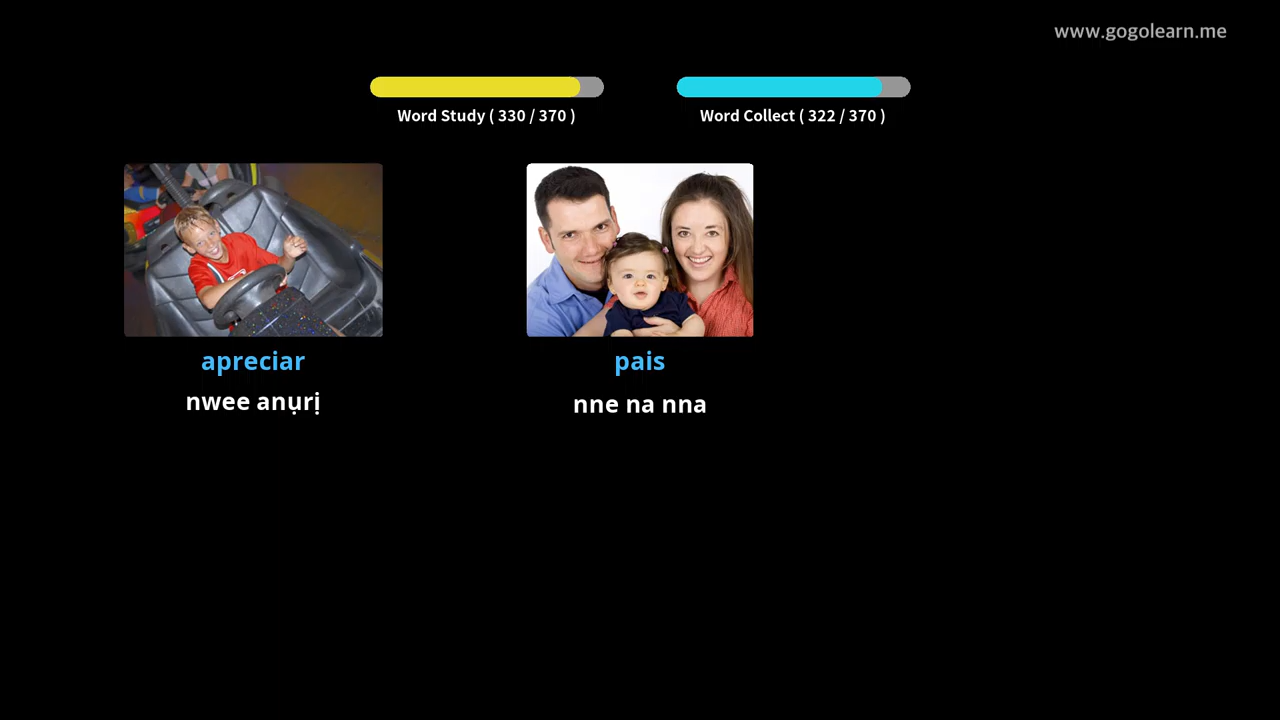 www.gogolearn.me
Word Study ( 330 / 370 )
Word Collect ( 322 / 370 )
apreciar
nwee anụrị
pais
nne na nna